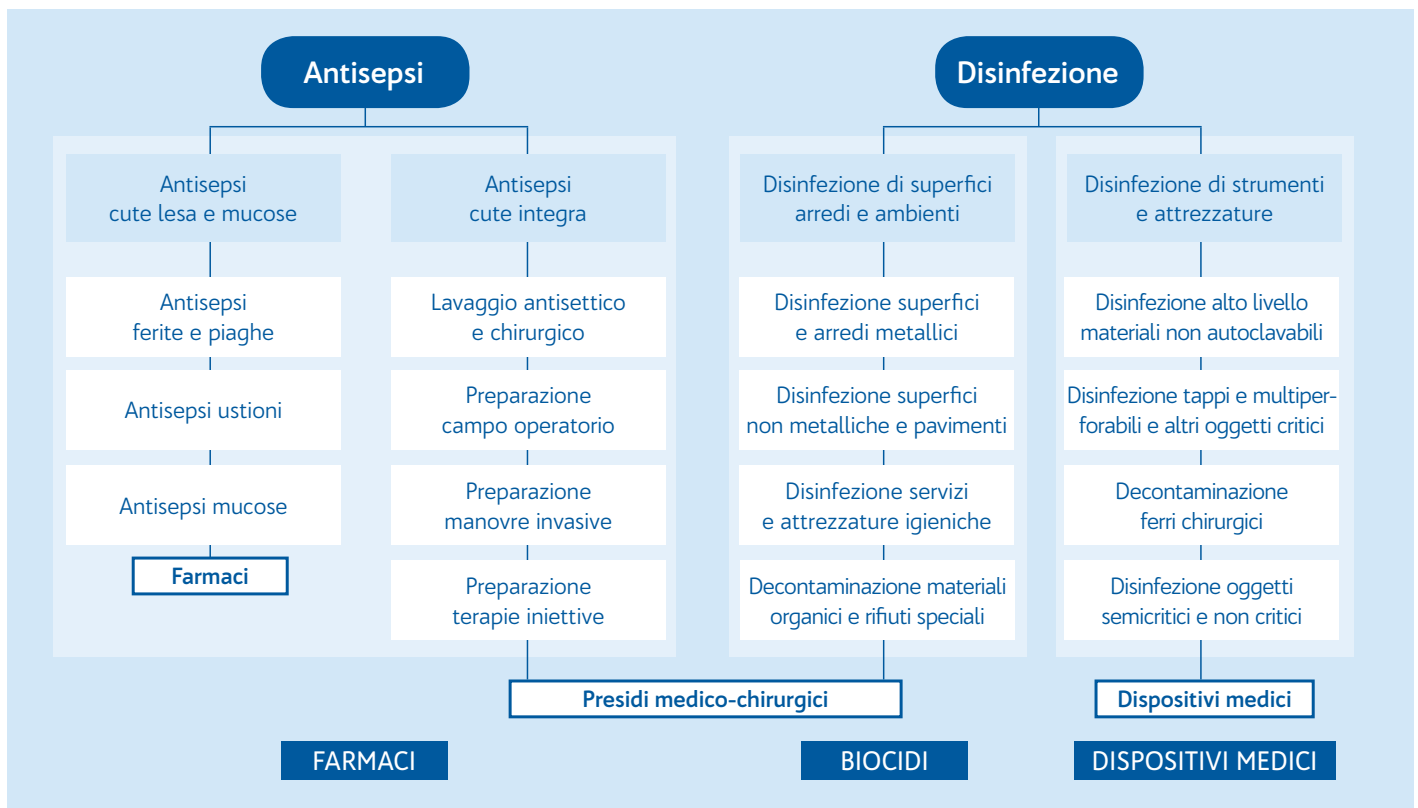 Antisepsi
Disinfezione
Antisepsi
cute lesa e mucose
Antisepsi
cute integra
Disinfezione di superfici
arredi e ambienti
Disinfezione di strumenti
e attrezzature
Antisepsi
ferite e piaghe
Lavaggio antisettico
e chirurgico
Disinfezione superfici
e arredi metallici
Disinfezione alto livello
materiali non autoclavabili
Antisepsi ustioni
Preparazione
campo operatorio
Disinfezione superfici
non metalliche e pavimenti
Disinfezione tappi e multiper-
forabili e altri oggetti critici
Antisepsi mucose
Preparazione
manovre invasive
Disinfezione servizi
e attrezzature igieniche
Decontaminazione
ferri chirurgici
Farmaci
Preparazione
terapie iniettive
Decontaminazione materiali
organici e rifiuti speciali
Disinfezione oggetti
semicritici e non critici
Presidi medico-chirurgici
Dispositivi medici
FARMACI
BIOCIDI
DISPOSITIVI MEDICI